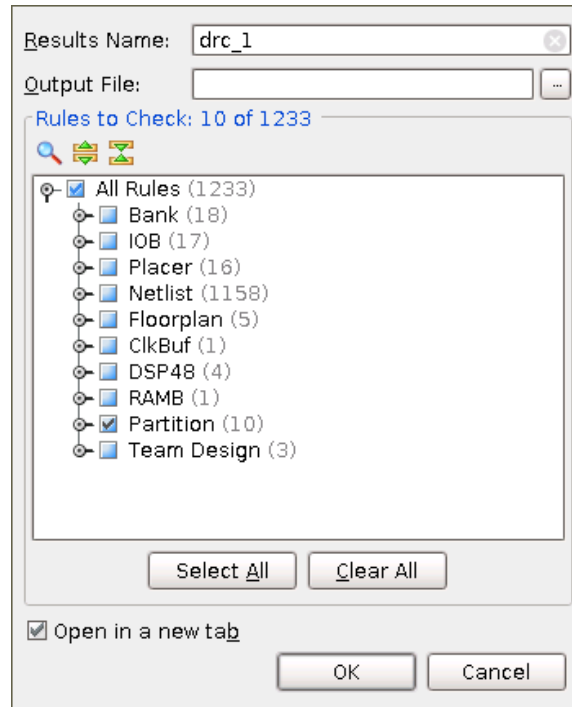 Results Name: drc_1
Output File: ...
Rules to Check: 10 of 1233
All Rules (1233)
Bank (18)
IOB (17)
Placer (16)
Netlist (1158)
Floorplan (5)
ClkBuf (1)
DSP48 (4)
RAMB (1)
Partition (10)
Team Design (3)
Select All Clear All
Open in a new tab
OK Cancel